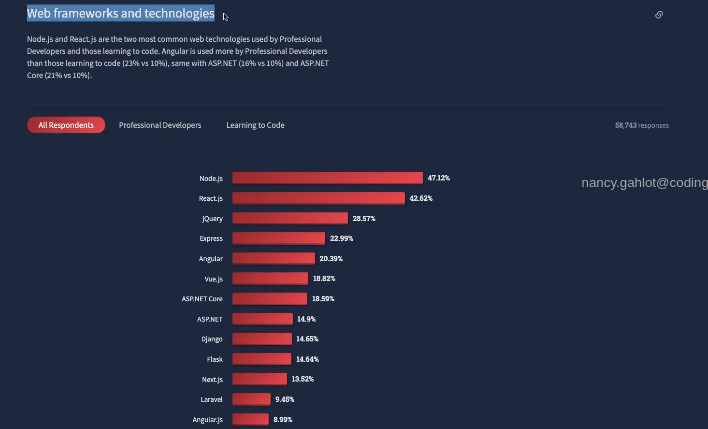 Web frameworks and technologies
Node.js and React.js are the two most common web technologies used by Professional
Developers and those learning to code. Angular is used more by Professional Developers
than those learning to code (23% vs 10%), same with ASP.NET (16% vs 10%) and ASP.NET
Core (21% vs 10%).
All Respondents Professional Developers Learning to Code 68,743 responses
nancy.gahlot@coding
Node.js 47.12%
React.js 42.62%
jQuery 28.57%
Express 22.99%
Angular 20.39%
Vue.js 18.82%
ASP.NET Core 18.59%
ASP.NET 14.9%
Django 14.65%
Flask 14.64%
Next.js 13.52%
Laravel 9.45%
Angular.js 8.99%